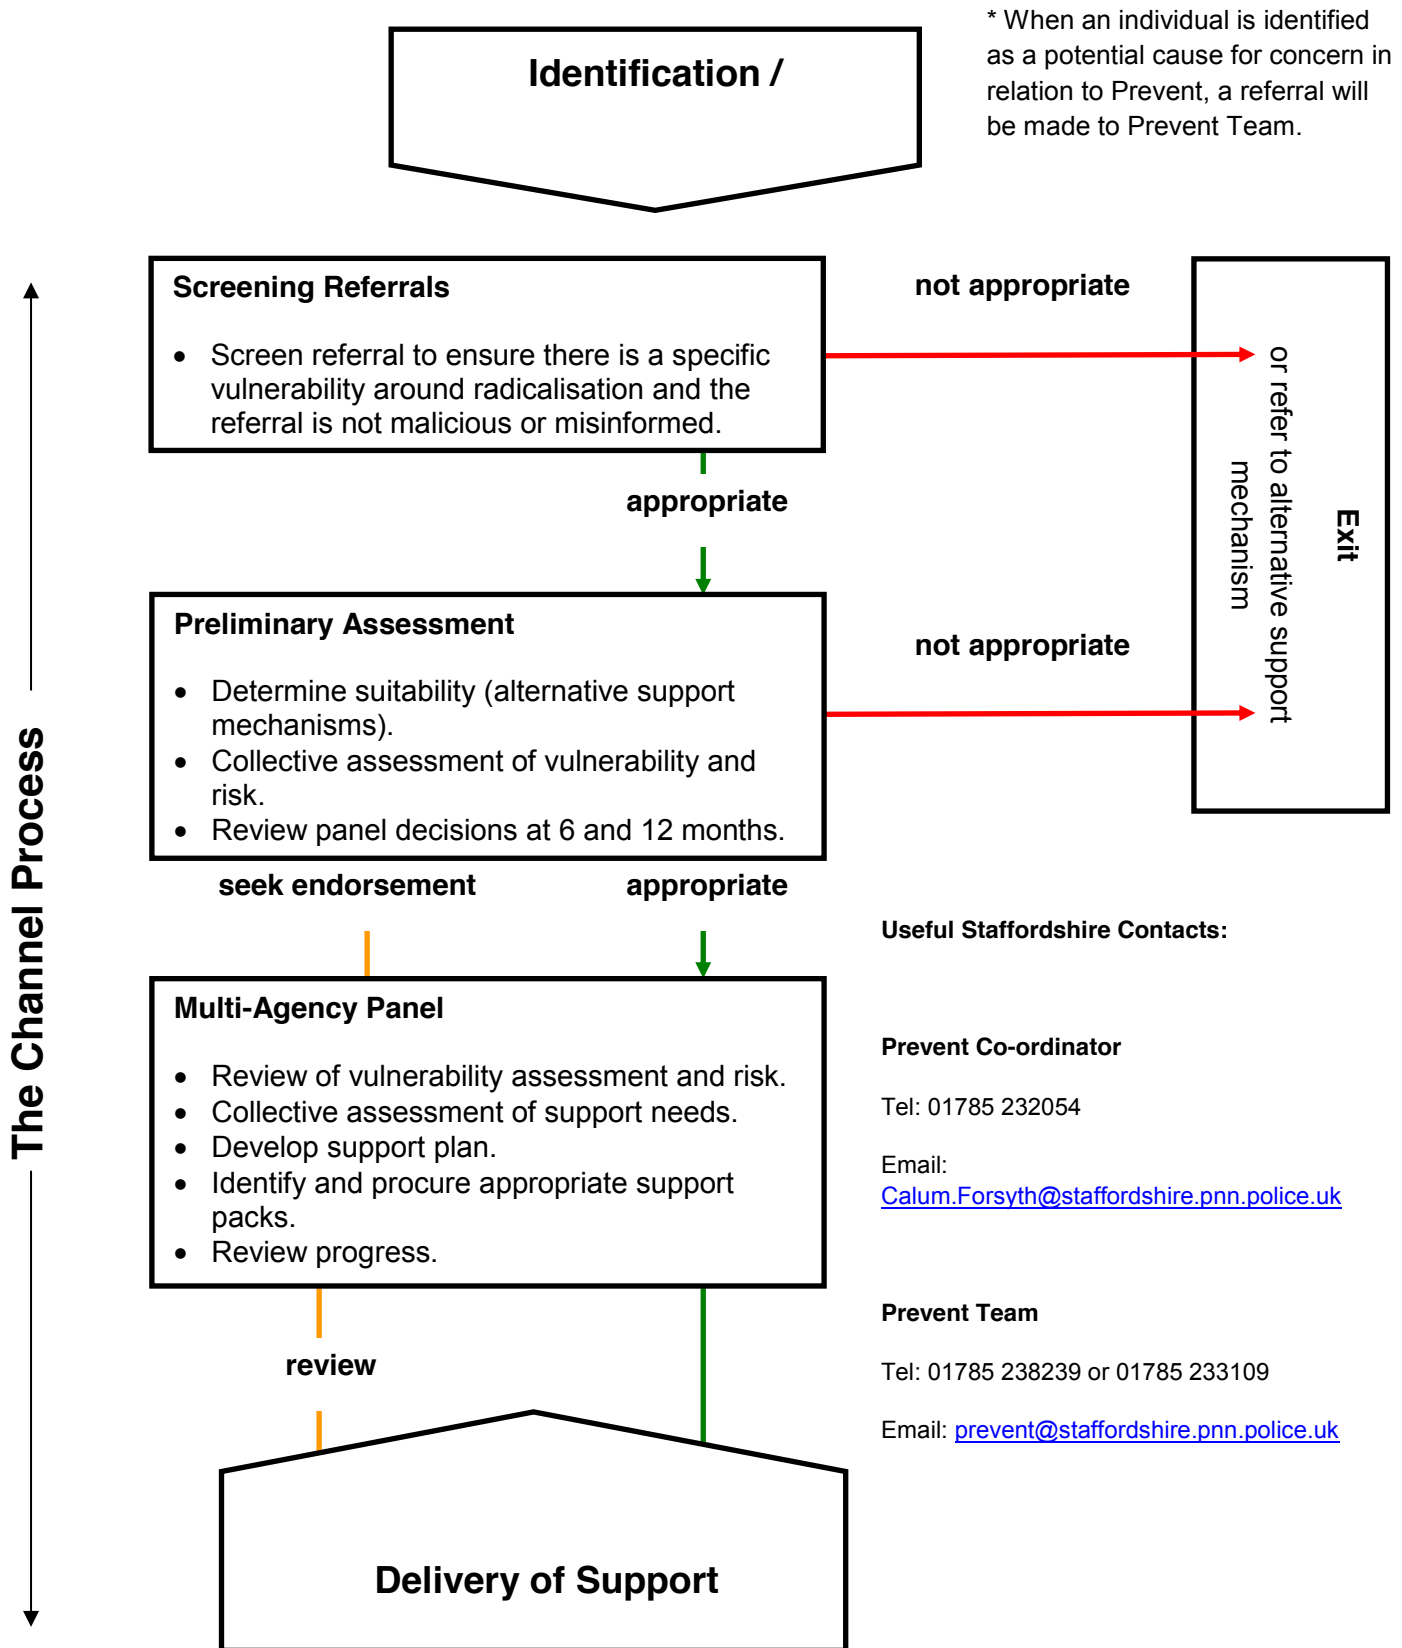 * When an individual is identified
as a potential cause for concern in
relation to Prevent, a referral will
be made to Prevent Team.
Identification /
The Channel Process
Screening Referrals
• Screen referral to ensure there is a specific
vulnerability around radicalisation and the
referral is not malicious or misinformed.
not appropriate
appropriate
Exit
or refer to alternative support
mechanism
Preliminary Assessment
• Determine suitability (alternative support
mechanisms).
• Collective assessment of vulnerability and
risk.
• Review panel decisions at 6 and 12 months.
not appropriate
seek endorsement
appropriate
Multi-Agency Panel
• Review of vulnerability assessment and risk.
• Collective assessment of support needs.
• Develop support plan.
• Identify and procure appropriate support
packs.
• Review progress.
review
Delivery of Support
Useful Staffordshire Contacts:
Prevent Co-ordinator
Tel: 01785 232054
Email:
Calum.Forsyth@staffordshire.pnn.police.uk
Prevent Team
Tel: 01785 238239 or 01785 233109
Email: prevent@staffordshire.pnn.police.uk